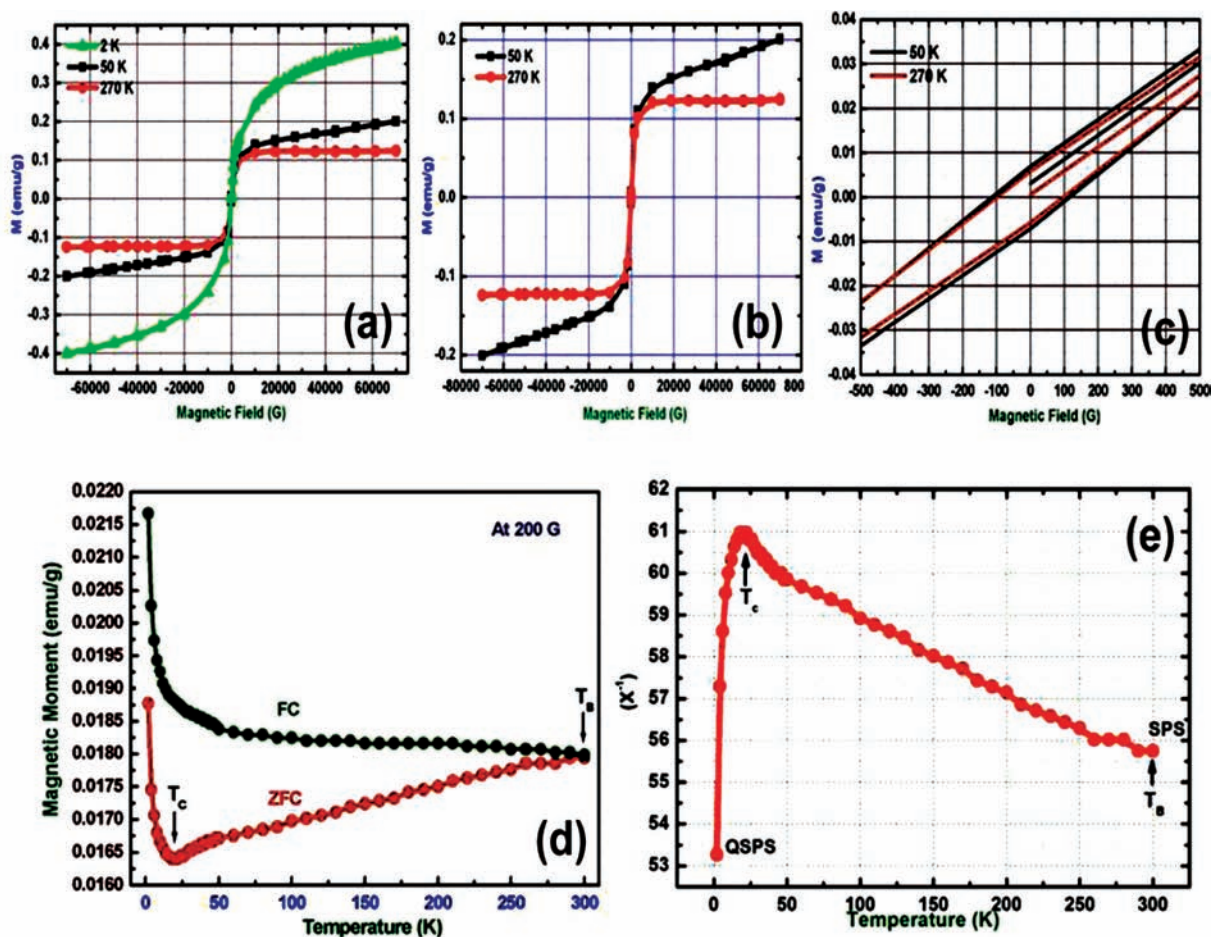 2 K
50 K
270 K
M (emu/g)
0.4
0.3
0.2
0.1
0.0
-0.1
-0.2
-0.3
-0.4
-60000 -40000 -20000 0 20000 40000 60000
Magnetic Field (G)
(a)
50 K
270 K
M (emu/g)
0.2
0.1
0.0
-0.1
-0.2
-80000 -60000 -40000 -20000 0 20000 40000 60000 800
Magnetic Field (G)
(b)
50 K
270 K
M (emu/g)
0.04
0.03
0.02
0.01
0.00
-0.01
-0.02
-0.03
-0.04
-500 -400 -300 -200 -100 0 100 200 300 400 500
Magnetic Field (G)
(c)
Magnetic Moment (emu/g)
0.0220
0.0215
0.0210
0.0205
0.0200
0.0195
0.0190
0.0185
0.0180
0.0175
0.0170
0.0165
0.0160
At 200 G
FC
ZFC
Tc
TB
(d)
0 50 100 150 200 250 300
Temperature (K)
(X⁻¹)
62
61
60
59
58
57
56
55
54
53
(e)
Tc
SPS
TB
QSPS
0 50 100 150 200 250 300
Temperature (K)